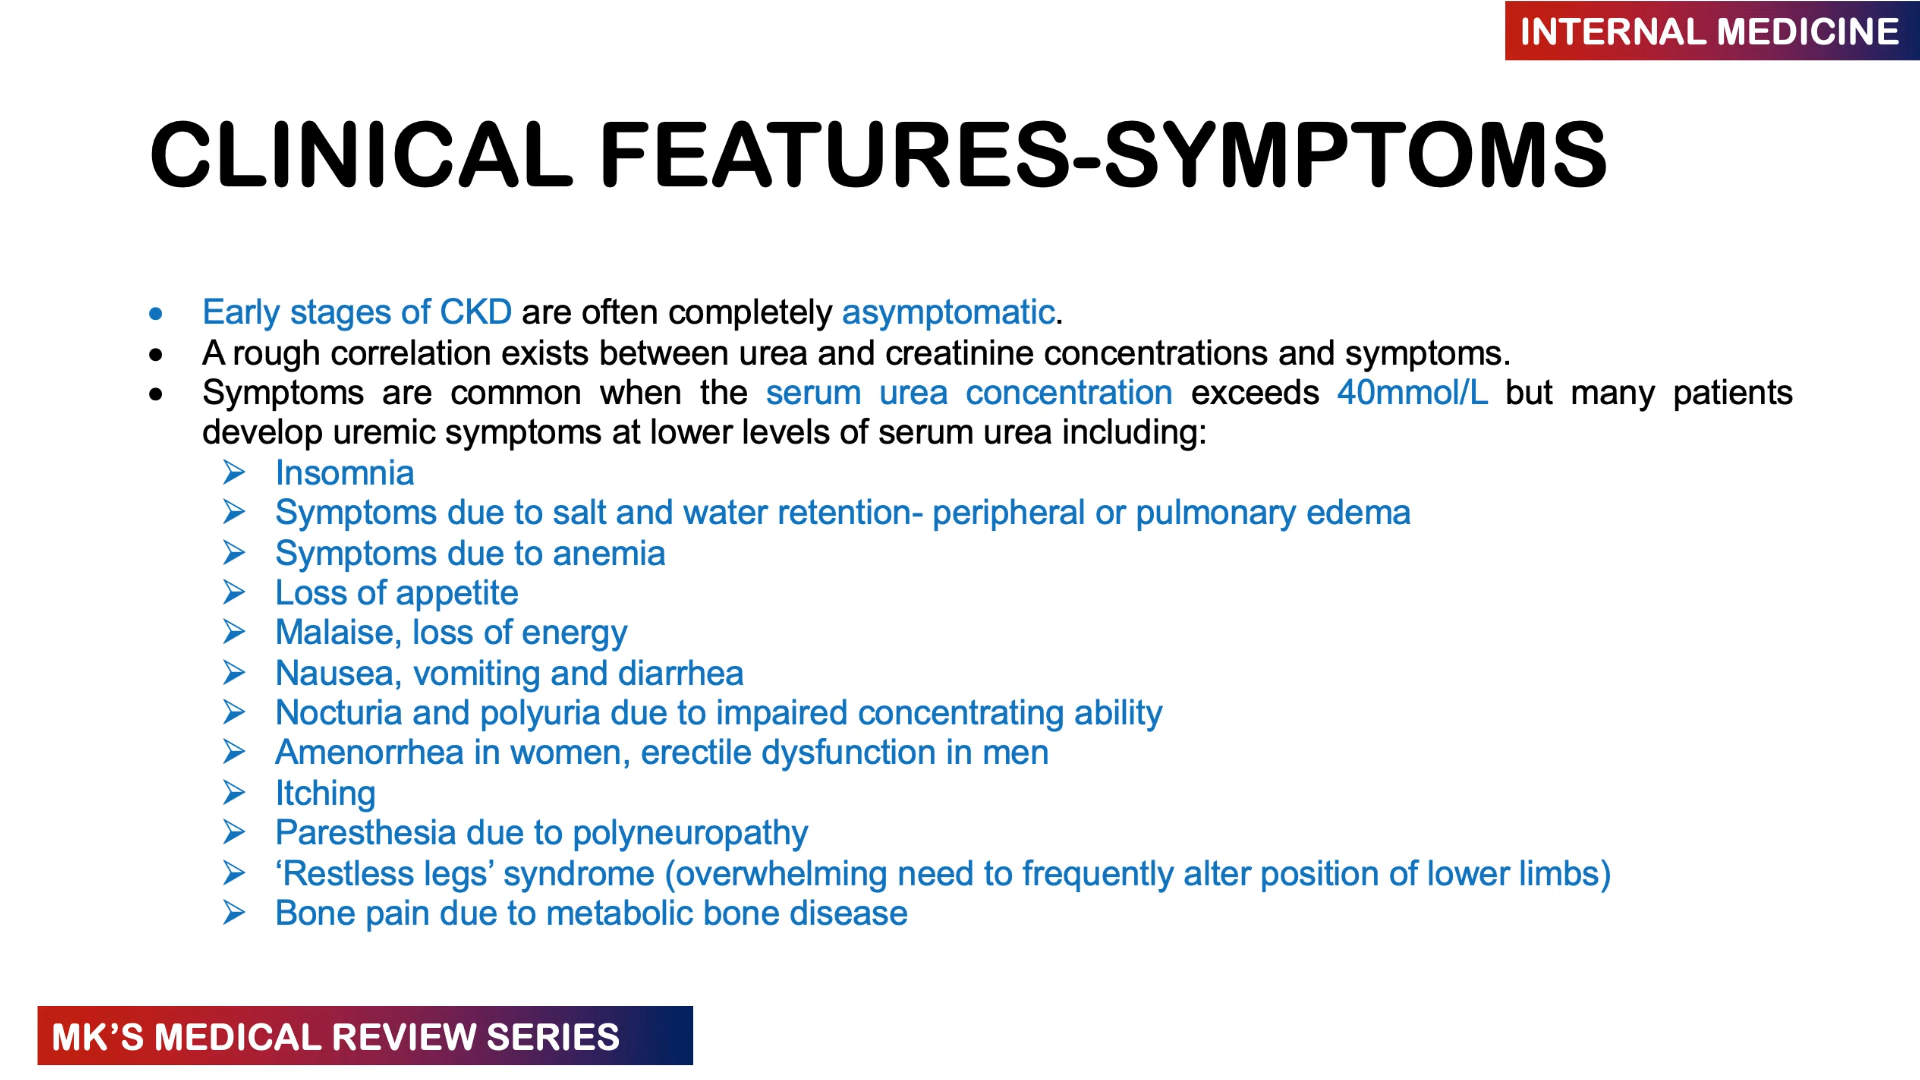 INTERNAL MEDICINE
CLINICAL FEATURES-SYMPTOMS
• Early stages of CKD are often completely asymptomatic.
• A rough correlation exists between urea and creatinine concentrations and symptoms.
• Symptoms are common when the serum urea concentration exceeds 40mmol/L but many patients
develop uremic symptoms at lower levels of serum urea including:
➢ Insomnia
➢ Symptoms due to salt and water retention- peripheral or pulmonary edema
➢ Symptoms due to anemia
➢ Loss of appetite
➢ Malaise, loss of energy
➢ Nausea, vomiting and diarrhea
➢ Nocturia and polyuria due to impaired concentrating ability
➢ Amenorrhea in women, erectile dysfunction in men
➢ Itching
➢ Paresthesia due to polyneuropathy
➢ ‘Restless legs’ syndrome (overwhelming need to frequently alter position of lower limbs)
➢ Bone pain due to metabolic bone disease
MK’S MEDICAL REVIEW SERIES